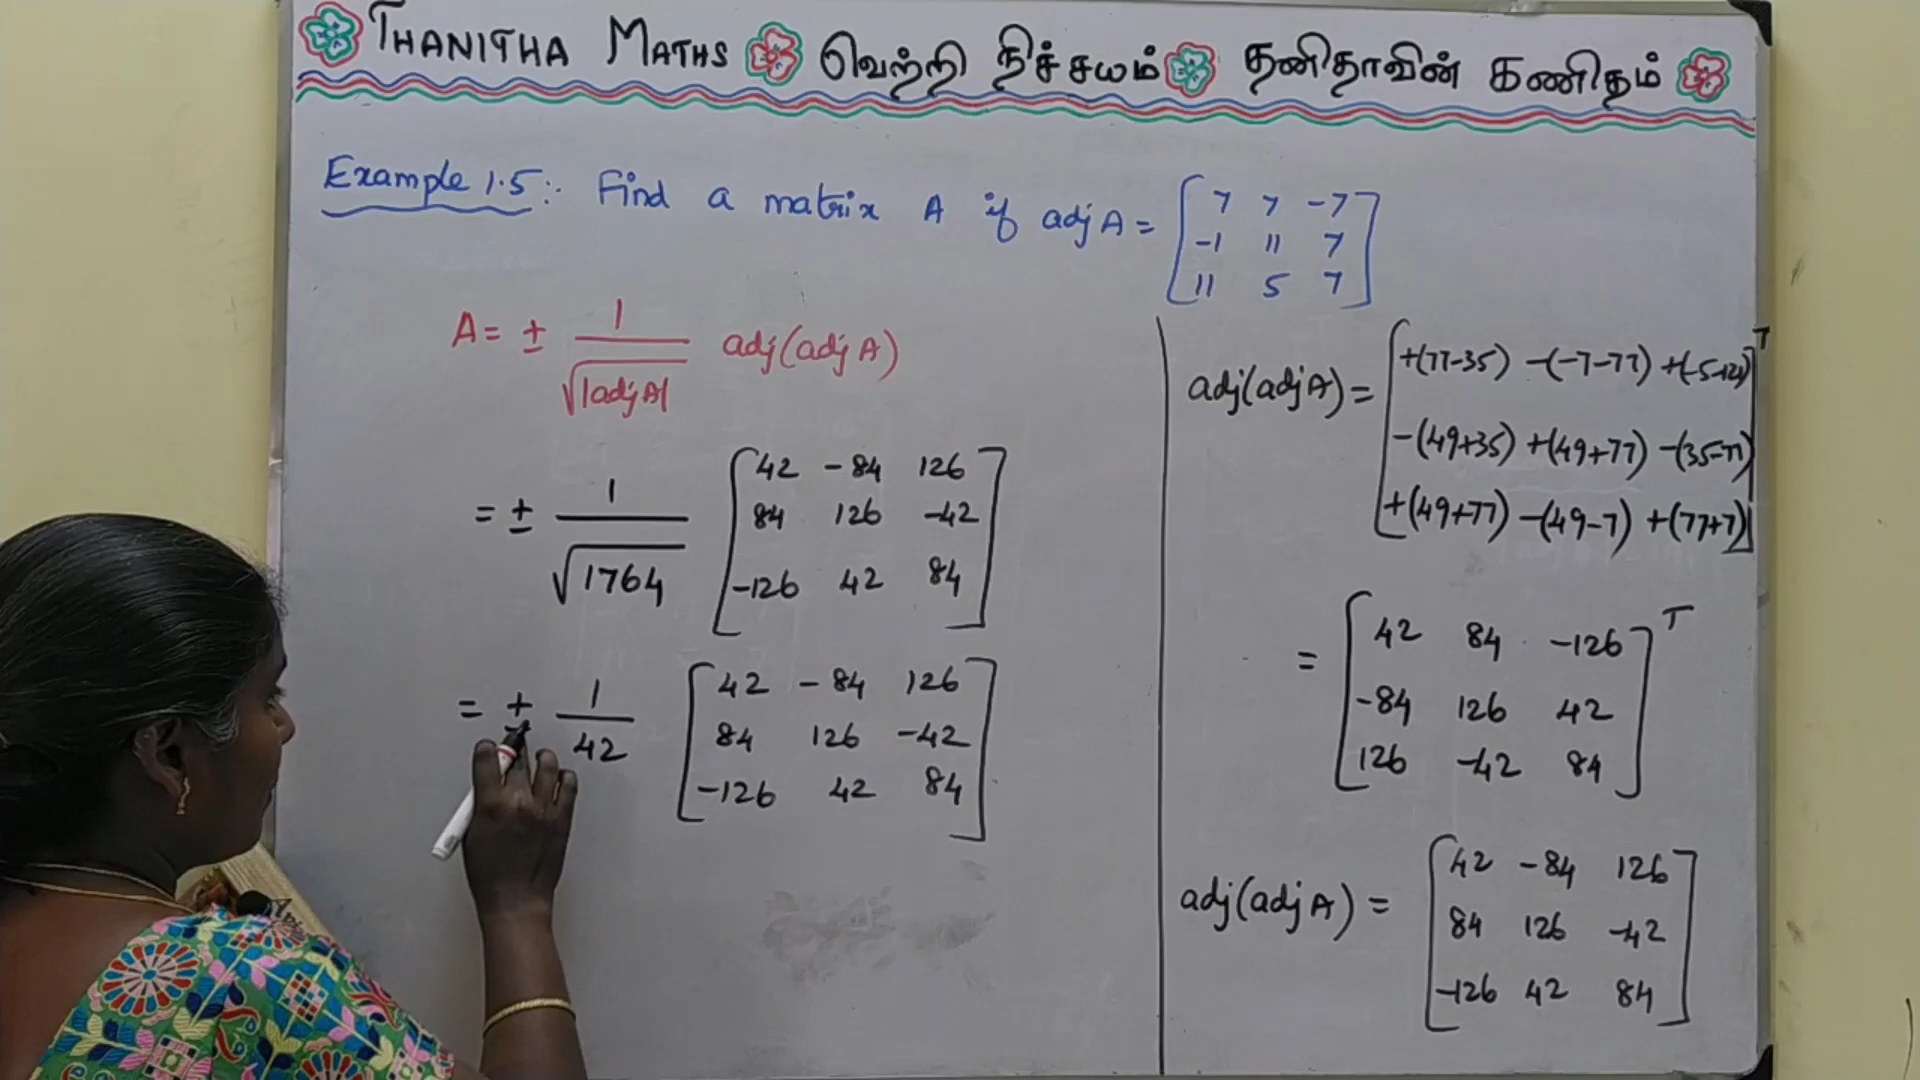 THANITHA MATHS வெற்றி நிச்சயம் தனிதாவின் கணிதம்
Example 1.5:. Find a matrix A if adj A = [ 7 7 -7
-1 11 7
11 5 7 ]
A = ± 1 / √|adj A| adj(adj A)
= ± 1 / √1764 [ 42 -84 126
84 126 -42
-126 42 84 ]
= ± 1 / 42 [ 42 -84 126
84 126 -42
-126 42 84 ]
adj(adj A) = [ +(77-35) -(-7-77) +(-5-121)
-(49+35) +(49+77) -(35-77)
+(49+77) -(49-7) +(77+7) ] T
= [ 42 84 -126
-84 126 42
126 -42 84 ] T
adj(adj A) = [ 42 -84 126
84 126 -42
-126 42 84 ]